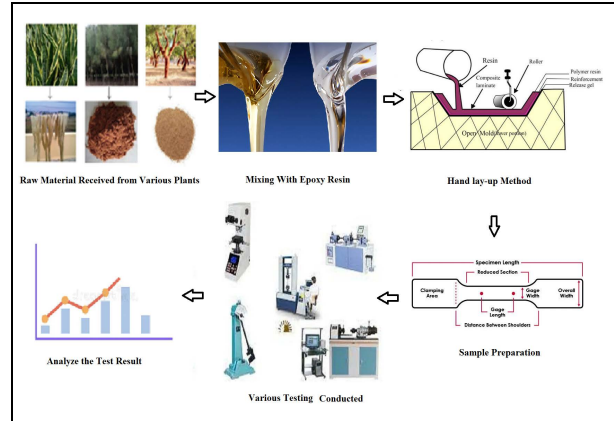 Raw Material Received from Various Plants
Mixing With Epoxy Resin
Resin
Composite
laminate
Roller
Polymer resin
Reinforcement
Release gel
Hand lay-up Method
Specimen Length
Reduced Section
Clamping
Area
Gage
Width
Overall
Width
Gage
Length
Distance Between Shoulders
Sample Preparation
Various Testing Conducted
Analyze the Test Result